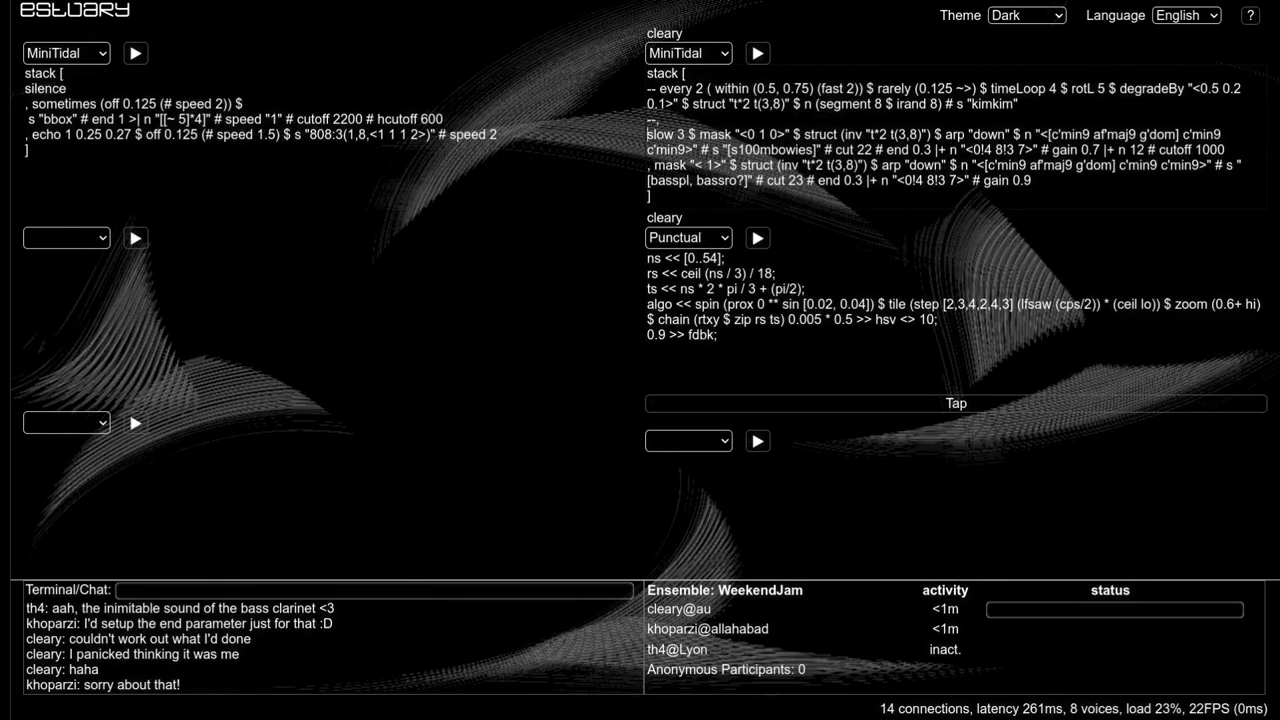 estuary
Theme Dark Language English ?
MiniTidal
stack [
silence
, sometimes (off 0.125 (# speed 2)) $
s "bbox" # end 1 >| n "[[~ 5]*4]" # speed "1" # cutoff 2200 # hcutoff 600
, echo 1 0.25 0.27 $ off 0.125 (# speed 1.5) $ s "808:3(1,8,<1 1 1 2>)" # speed 2
]
cleary
MiniTidal
stack [
-- every 2 ( within (0.5, 0.75) (fast 2)) $ rarely (0.125 ~>) $ timeLoop 4 $ rotL 5 $ degradeBy "<0.5 0.2
0.1>" $ struct "t*2 t(3,8)" $ n (segment 8 $ irand 8) # s "kimkim"
--,
slow 3 $ mask "<0 1 0>" $ struct (inv "t*2 t(3,8)") $ arp "down" $ n "<[c'min9 af'maj9 g'dom] c'min9
c'min9>" # s "[s100mbowies]" # cut 22 # end 0.3 |+ n "<0!4 8!3 7>" # gain 0.7 |+ n 12 # cutoff 1000
, mask "< 1>" $ struct (inv "t*2 t(3,8)") $ arp "down" $ n "<[c'min9 af'maj9 g'dom] c'min9 c'min9>" # s "
[basspl, bassro?]" # cut 23 # end 0.3 |+ n "<0!4 8!3 7>" # gain 0.9
]
cleary
Punctual
ns << [0..54];
rs << ceil (ns / 3) / 18;
ts << ns * 2 * pi / 3 + (pi/2);
algo << spin (prox 0 ** sin [0.02, 0.04]) $ tile (step [2,3,4,2,4,3] (lfsaw (cps/2)) * (ceil lo)) $ zoom (0.6+ hi)
$ chain (rtxy $ zip rs ts) 0.005 * 0.5 >> hsv <> 10;
0.9 >> fdbk;
Tap
Terminal/Chat:
th4: aah, the inimitable sound of the bass clarinet <3
khoparzi: I'd setup the end parameter just for that :D
cleary: couldn't work out what I'd done
cleary: I panicked thinking it was me
cleary: haha
khoparzi: sorry about that!
Ensemble: WeekendJam activity status
cleary@au <1m
khoparzi@allahabad <1m
th4@Lyon inact.
Anonymous Participants: 0
14 connections, latency 261ms, 8 voices, load 23%, 22FPS (0ms)